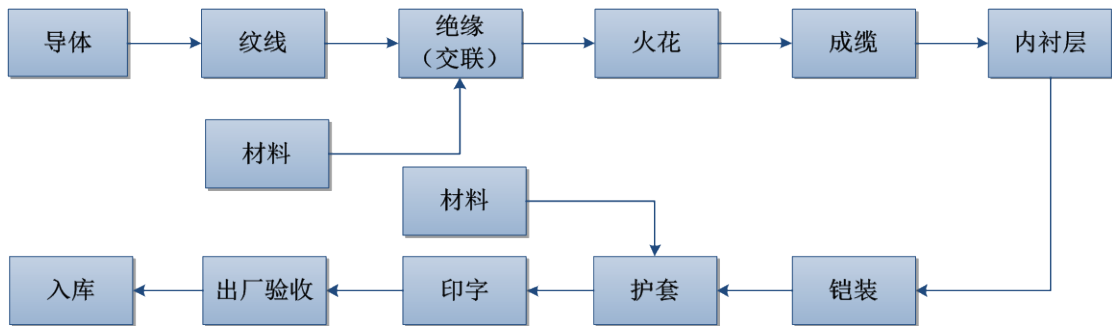 导体
纹线
绝缘
（交联）
火花
成缆
内衬层
材料
材料
入库
出厂验收
印字
护套
铠装